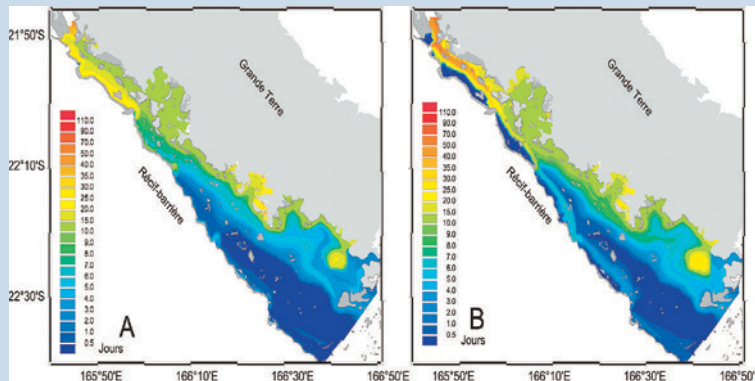 21°50'S
22°10'S
22°30'S
Grande Terre
Récif-barrière
110.0
90.0
70.0
50.0
40.0
35.0
30.0
25.0
20.0
15.0
10.0
9.0
8.0
7.0
6.0
5.0
4.0
3.0
2.0
1.0
0.5
Jours
A
165°50'E
166°10'E
166°30'E
166°50'E
Grande Terre
Récif-barrière
110.0
90.0
70.0
50.0
40.0
35.0
30.0
25.0
20.0
15.0
10.0
9.0
8.0
7.0
6.0
5.0
4.0
3.0
2.0
1.0
0.5
Jours
B
165°50'E
166°10'E
166°30'E
166°50'E